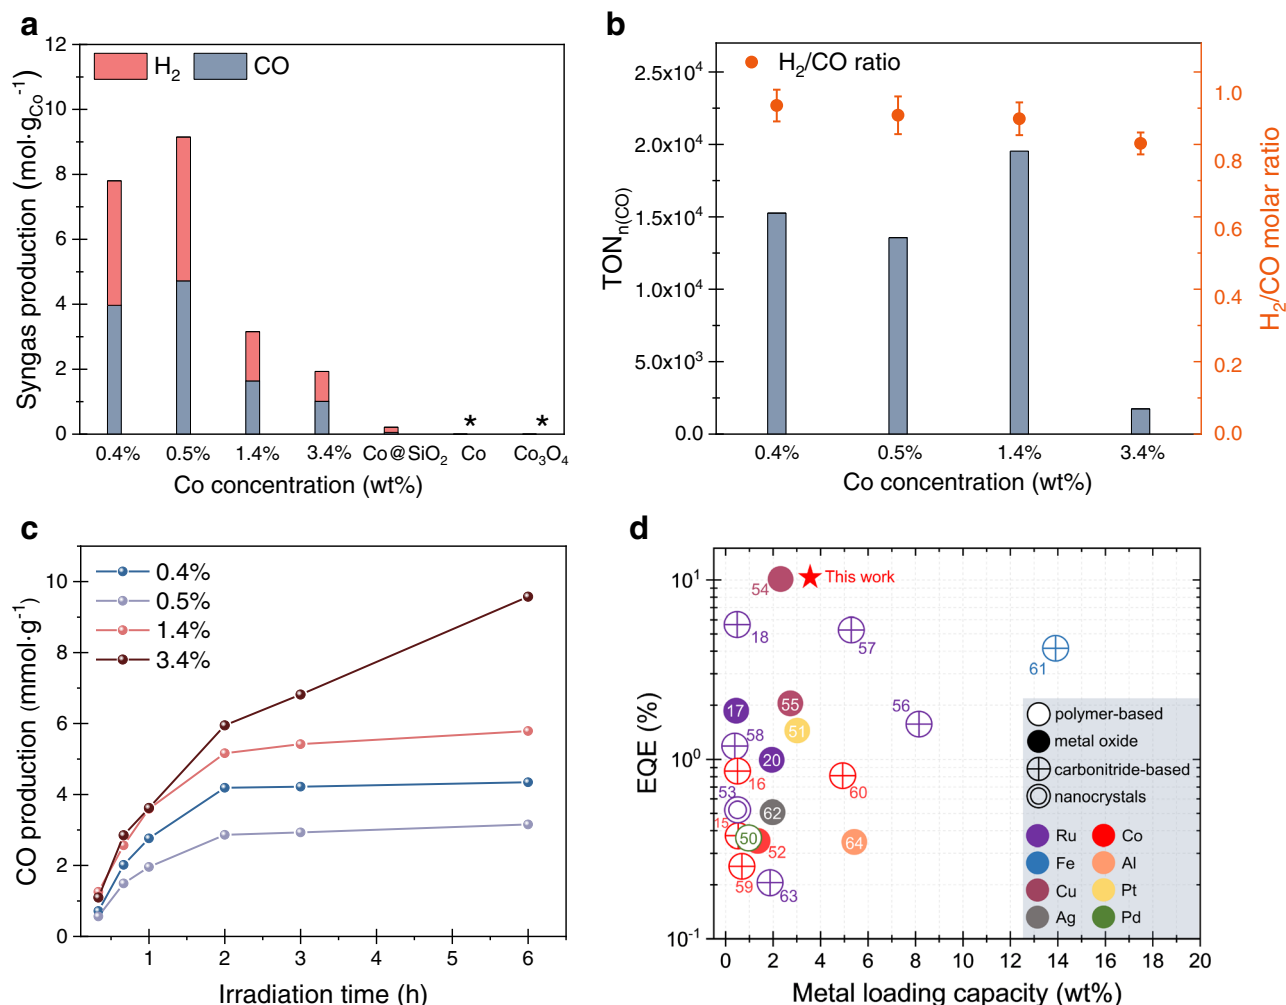 a
12
10
8
6
4
2
0
Syngas production (mol·g_Co⁻¹)
H₂
CO
*
*
0.4%
0.5%
1.4%
3.4%
Co@SiO₂
Co
Co₃O₄
Co concentration (wt%)
b
2.5x10⁴
2.0x10⁴
1.5x10⁴
1.0x10⁴
5.0x10³
0.0
TON_n(CO)
H₂/CO ratio
1.0
0.8
0.6
0.4
0.2
0.0
H₂/CO molar ratio
0.4%
0.5%
1.4%
3.4%
Co concentration (wt%)
c
10
8
6
4
2
0
CO production (mmol·g⁻¹)
0.4%
0.5%
1.4%
3.4%
1
2
3
4
5
6
Irradiation time (h)
d
10¹
10⁰
10⁻¹
EQE (%)
54
This work
18
57
61
17
55
56
51
58
20
16
60
53
62
15
50
52
64
59
63
polymer-based
metal oxide
carbonitride-based
nanocrystals
Ru
Co
Fe
Al
Cu
Pt
Ag
Pd
0
2
4
6
8
10
12
14
16
18
20
Metal loading capacity (wt%)